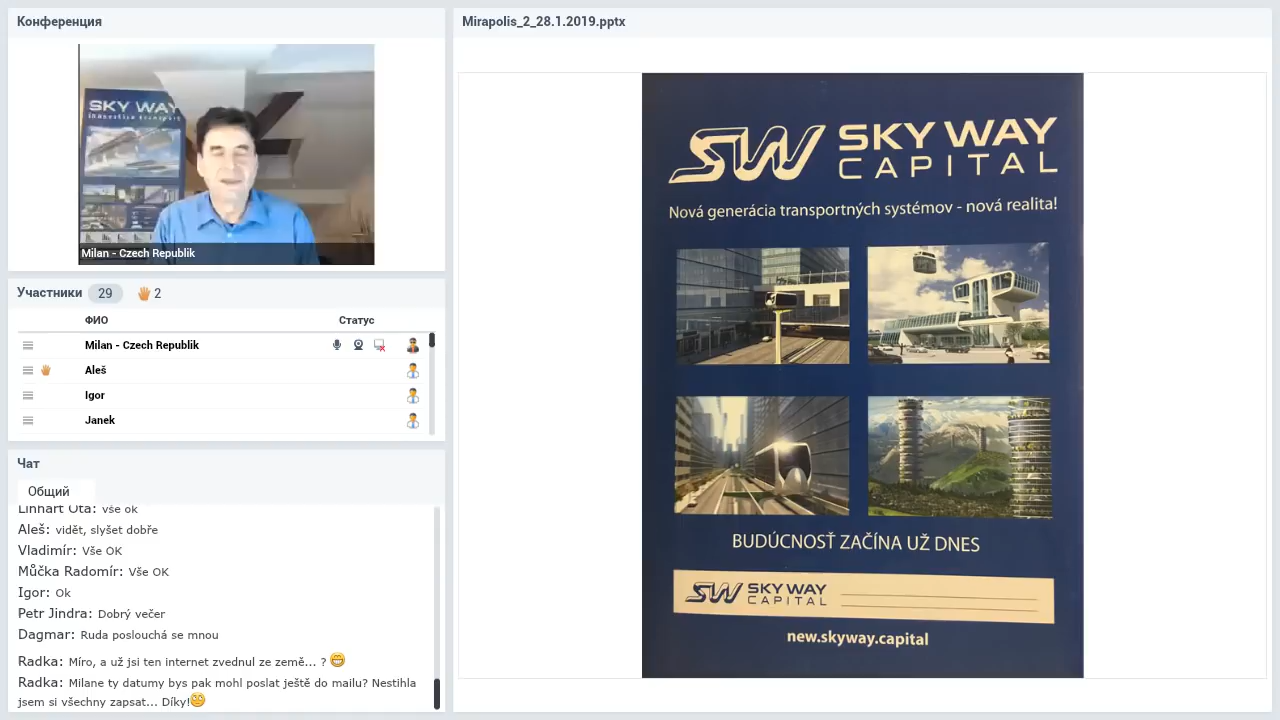 Конференция
SKY WAY
Milan - Czech Republik
Участники 29 2
ФИО Статус
Milan - Czech Republik
Aleš
Igor
Janek
Чат
Общий
Linhart Ota: vše ok
Aleš: vidět, slyšet dobře
Vladimír: Vše OK
Můčka Radomír: Vše OK
Igor: Ok
Petr Jindra: Dobrý večer
Dagmar: Ruda poslouchá se mnou
Radka: Míro, a už jsi ten internet zvednul ze země... ?
Radka: Milane ty datumy bys pak mohl poslat ještě do mailu? Nestihla
jsem si všechny zapsat... Díky!
Mirapolis_2_28.1.2019.pptx
SW SKY WAY
CAPITAL
Nová generácia transportných systémov - nová realita!
BUDÚCNOSŤ ZAČÍNA UŽ DNES
SW SKY WAY
CAPITAL
new.skyway.capital